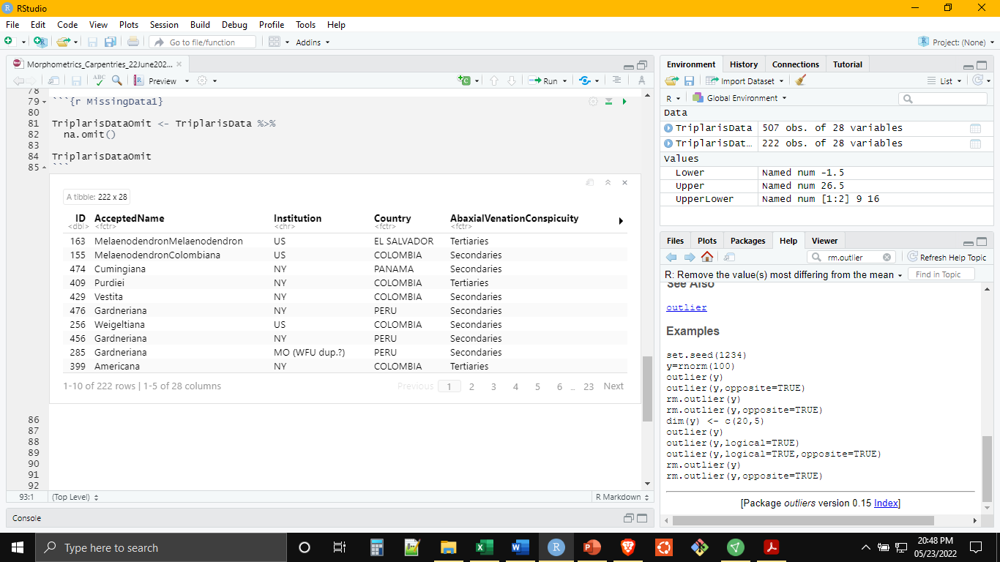 RStudio
File Edit Code View Plots Session Build Debug Profile Tools Help
Go to file/function Addins Project: (None)
Morphometrics_Carpentries_22June202...
ABC Preview Run
78
79 ```{r MissingData1}
80
81 TriplarisDataOmit <- TriplarisData %>%
82 na.omit()
83
84 TriplarisDataOmit
85 ```
A tibble: 222 x 28
ID AcceptedName Institution Country AbaxialVenationConspicuity
<dbl> <fctr> <chr> <fctr> <fctr>
163 MelaenodendronMelaenodendron US EL SALVADOR Tertiaries
155 MelaenodendronColombiana US COLOMBIA Secondaries
474 Cumingiana NY PANAMA Secondaries
409 Purdiei NY COLOMBIA Tertiaries
429 Vestita NY COLOMBIA Secondaries
476 Gardneriana NY PERU Secondaries
256 Weigeltiana US COLOMBIA Secondaries
456 Gardneriana NY PERU Secondaries
285 Gardneriana MO (WFU dup.?) PERU Secondaries
399 Americana NY COLOMBIA Tertiaries
1-10 of 222 rows | 1-5 of 28 columns Previous 1 2 3 4 5 6 ... 23 Next
86
87
88
89
90
91
92
93:1 (Top Level) R Markdown
Console
Environment History Connections Tutorial
Import Dataset List
R Global Environment
Data
TriplarisData 507 obs. of 28 variables
TriplarisDat… 222 obs. of 28 variables
Values
Lower Named num -1.5
Upper Named num 26.5
UpperLower Named num [1:2] 9 16
Files Plots Packages Help Viewer
rm.outlier Refresh Help Topic
R: Remove the value(s) most differing from the mean Find in Topic
See Also
outlier
Examples
set.seed(1234)
y=rnorm(100)
outlier(y)
outlier(y,opposite=TRUE)
rm.outlier(y)
rm.outlier(y,opposite=TRUE)
dim(y) <- c(20,5)
outlier(y)
outlier(y,logical=TRUE)
outlier(y,logical=TRUE,opposite=TRUE)
rm.outlier(y)
rm.outlier(y,opposite=TRUE)
[Package outliers version 0.15 Index]
Type here to search
20:48 PM
05/23/2022